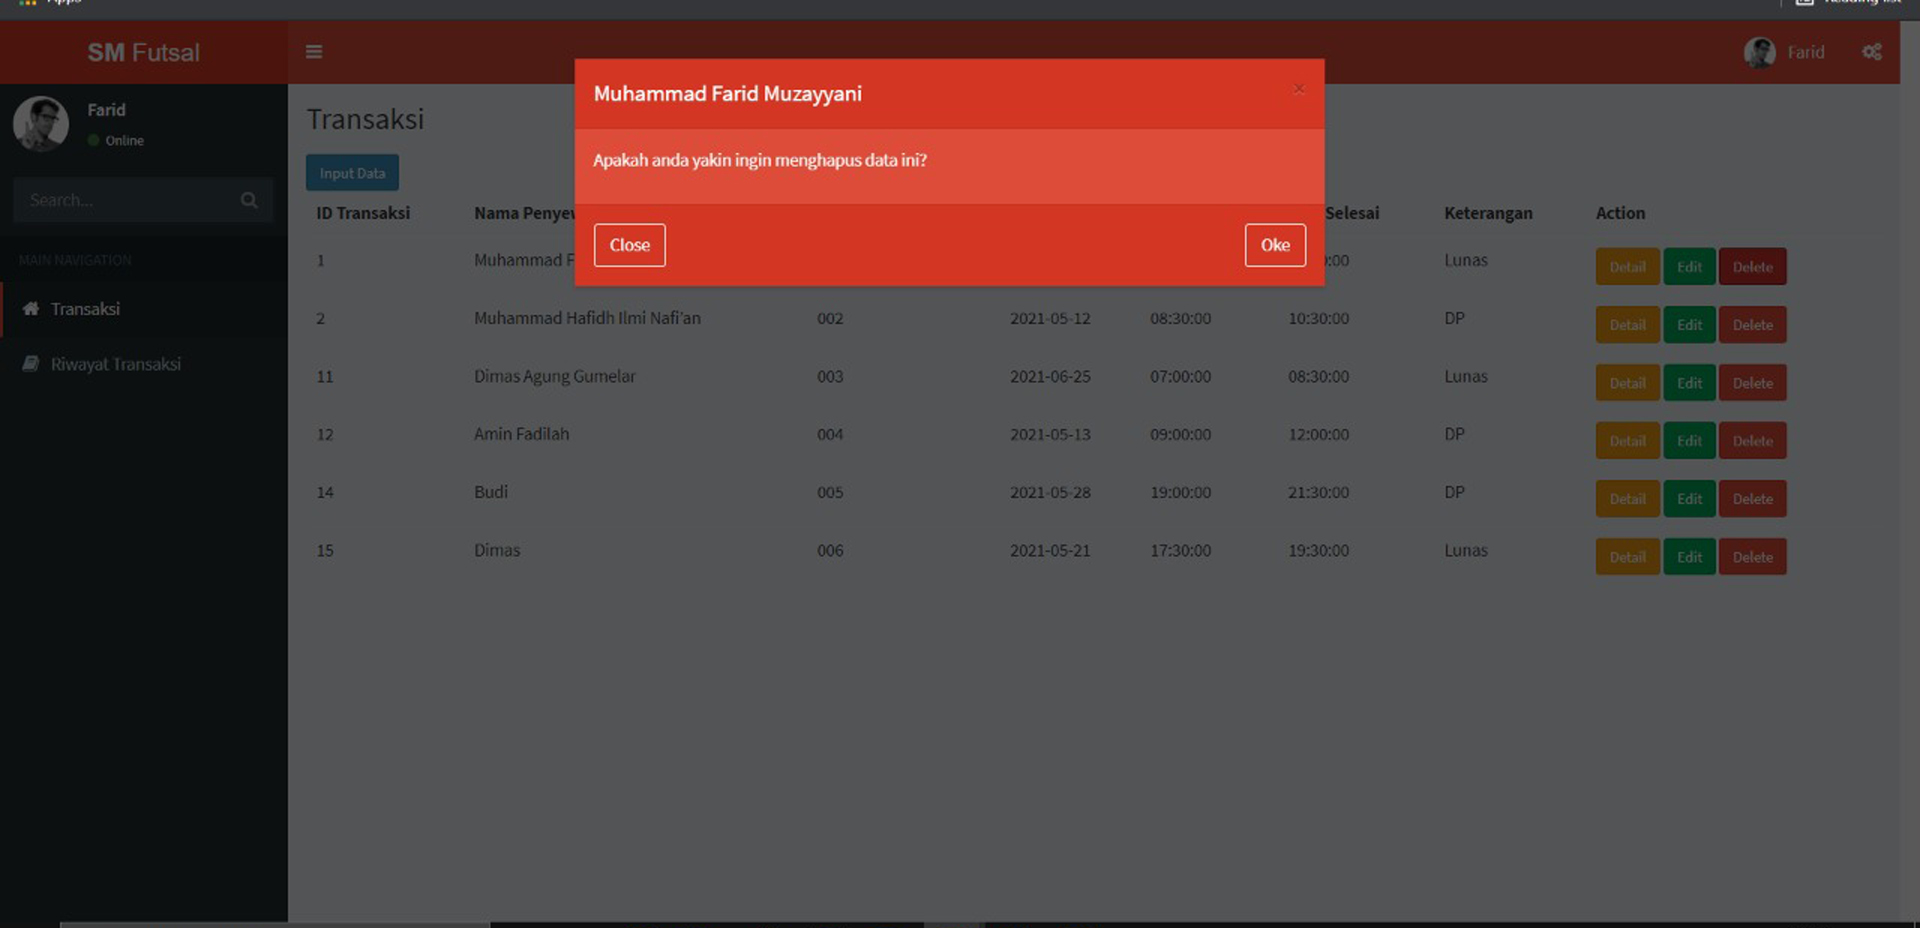 Apps
Reading list
SM Futsal
Farid
Farid
Online
Search...
MAIN NAVIGATION
Transaksi
Riwayat Transaksi
Transaksi
Input Data
Muhammad Farid Muzayyani
×
Apakah anda yakin ingin menghapus data ini?
Close Oke
ID Transaksi Nama Selesai Keterangan Action
1 Muhammad Lunas Detail Edit Delete
2 Muhammad Hafidh Ilmi Nafi'an 002 2021-05-12 08:30:00 10:30:00 DP Detail Edit Delete
11 Dimas Agung Gumelar 003 2021-06-25 07:00:00 08:30:00 Lunas Detail Edit Delete
12 Amin Fadilah 004 2021-05-13 09:00:00 12:00:00 DP Detail Edit Delete
14 Budi 005 2021-05-28 19:00:00 21:30:00 DP Detail Edit Delete
15 Dimas 006 2021-05-21 17:30:00 19:30:00 Lunas Detail Edit Delete